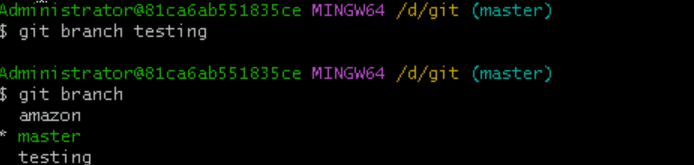 Administrator@81ca6ab551835ce MINGW64 /d/git (master)
$ git branch testing
Administrator@81ca6ab551835ce MINGW64 /d/git (master)
$ git branch
amazon
* master
testing